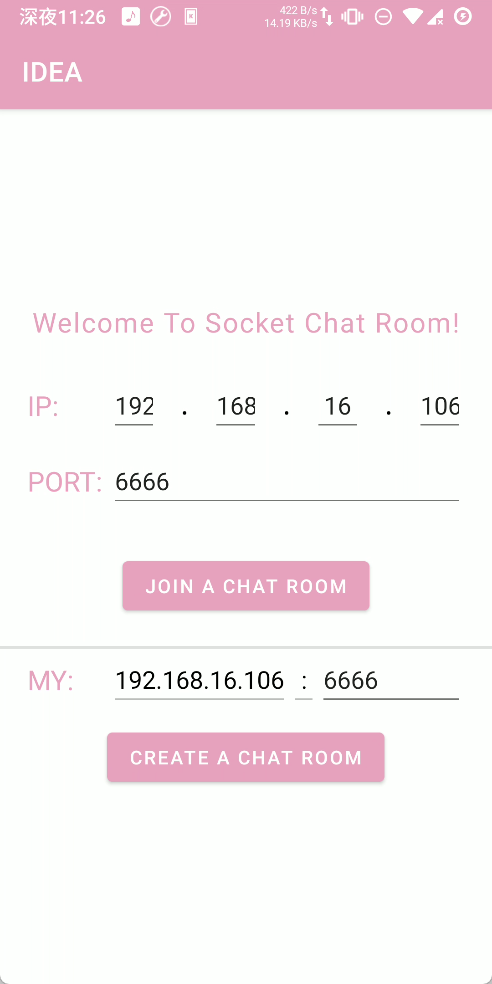 深夜11:26
422 B/s
14.19 KB/s
IDEA
Welcome To Socket Chat Room!
IP: 192 . 168 . 16 . 106
PORT: 6666
JOIN A CHAT ROOM
MY: 192.168.16.106 : 6666
CREATE A CHAT ROOM